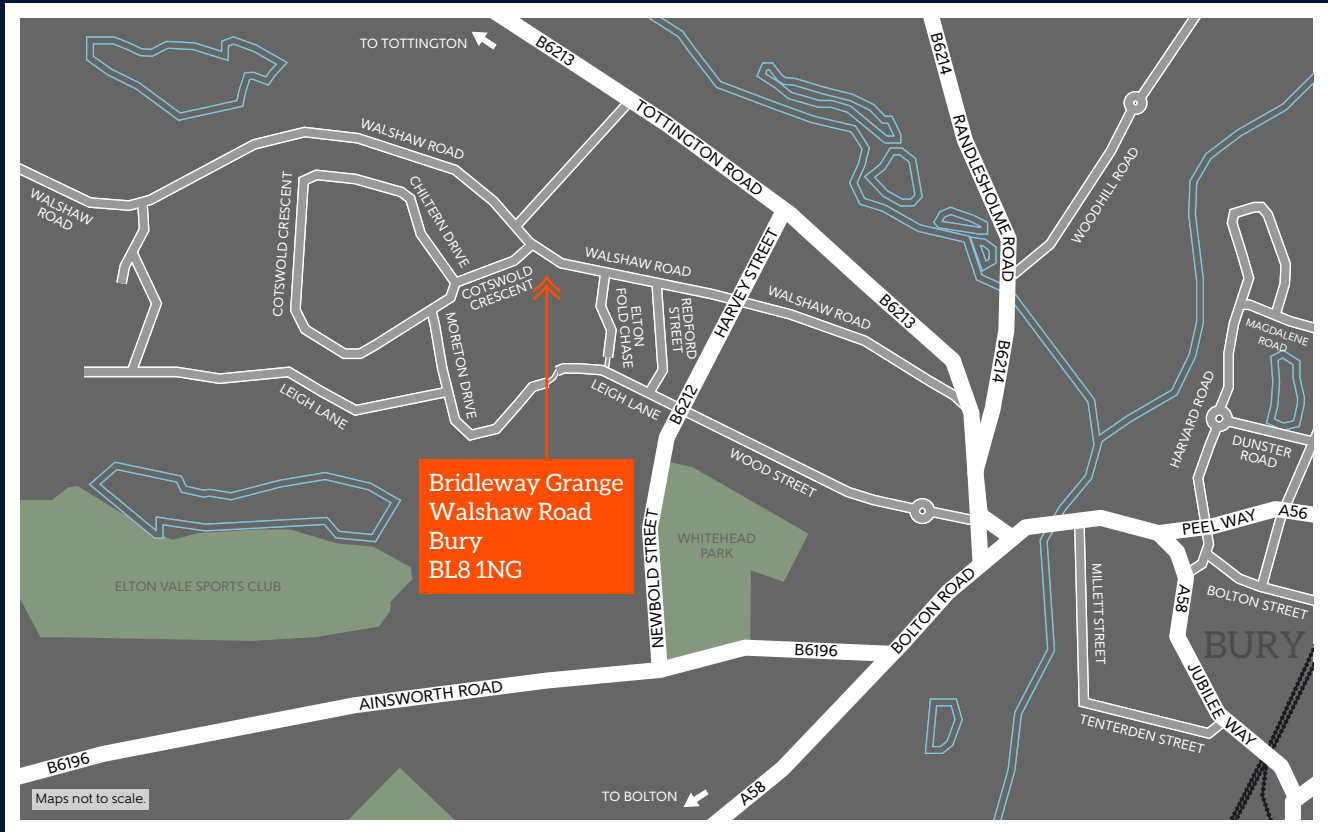 TO TOTTINGTON
B6213
B6214
TOTTINGTON ROAD
RANDLESHOLME ROAD
WALSHAW ROAD
WOODHILL ROAD
WALSHAW
ROAD
COTSWOLD CRESCENT
CHILTERN DRIVE
COTSWOLD
CRESCENT
WALSHAW ROAD
HARVEY STREET
WALSHAW ROAD
B6213
ELTON
FOLD CHASE
REDFORD
STREET
MORETON DRIVE
B6214
MAGDALENE
ROAD
LEIGH LANE
LEIGH LANE
B6212
HARVARD ROAD
DUNSTER
ROAD
WOOD STREET
Bridleway Grange
Walshaw Road
Bury
BL8 1NG
PEEL WAY
A56
WHITEHEAD
PARK
NEWBOLD STREET
ELTON VALE SPORTS CLUB
BOLTON ROAD
MILLETT STREET
A58
BOLTON STREET
BURY
B6196
AINSWORTH ROAD
JUBILEE WAY
TENTERDEN STREET
B6196
Maps not to scale.
TO BOLTON
A58